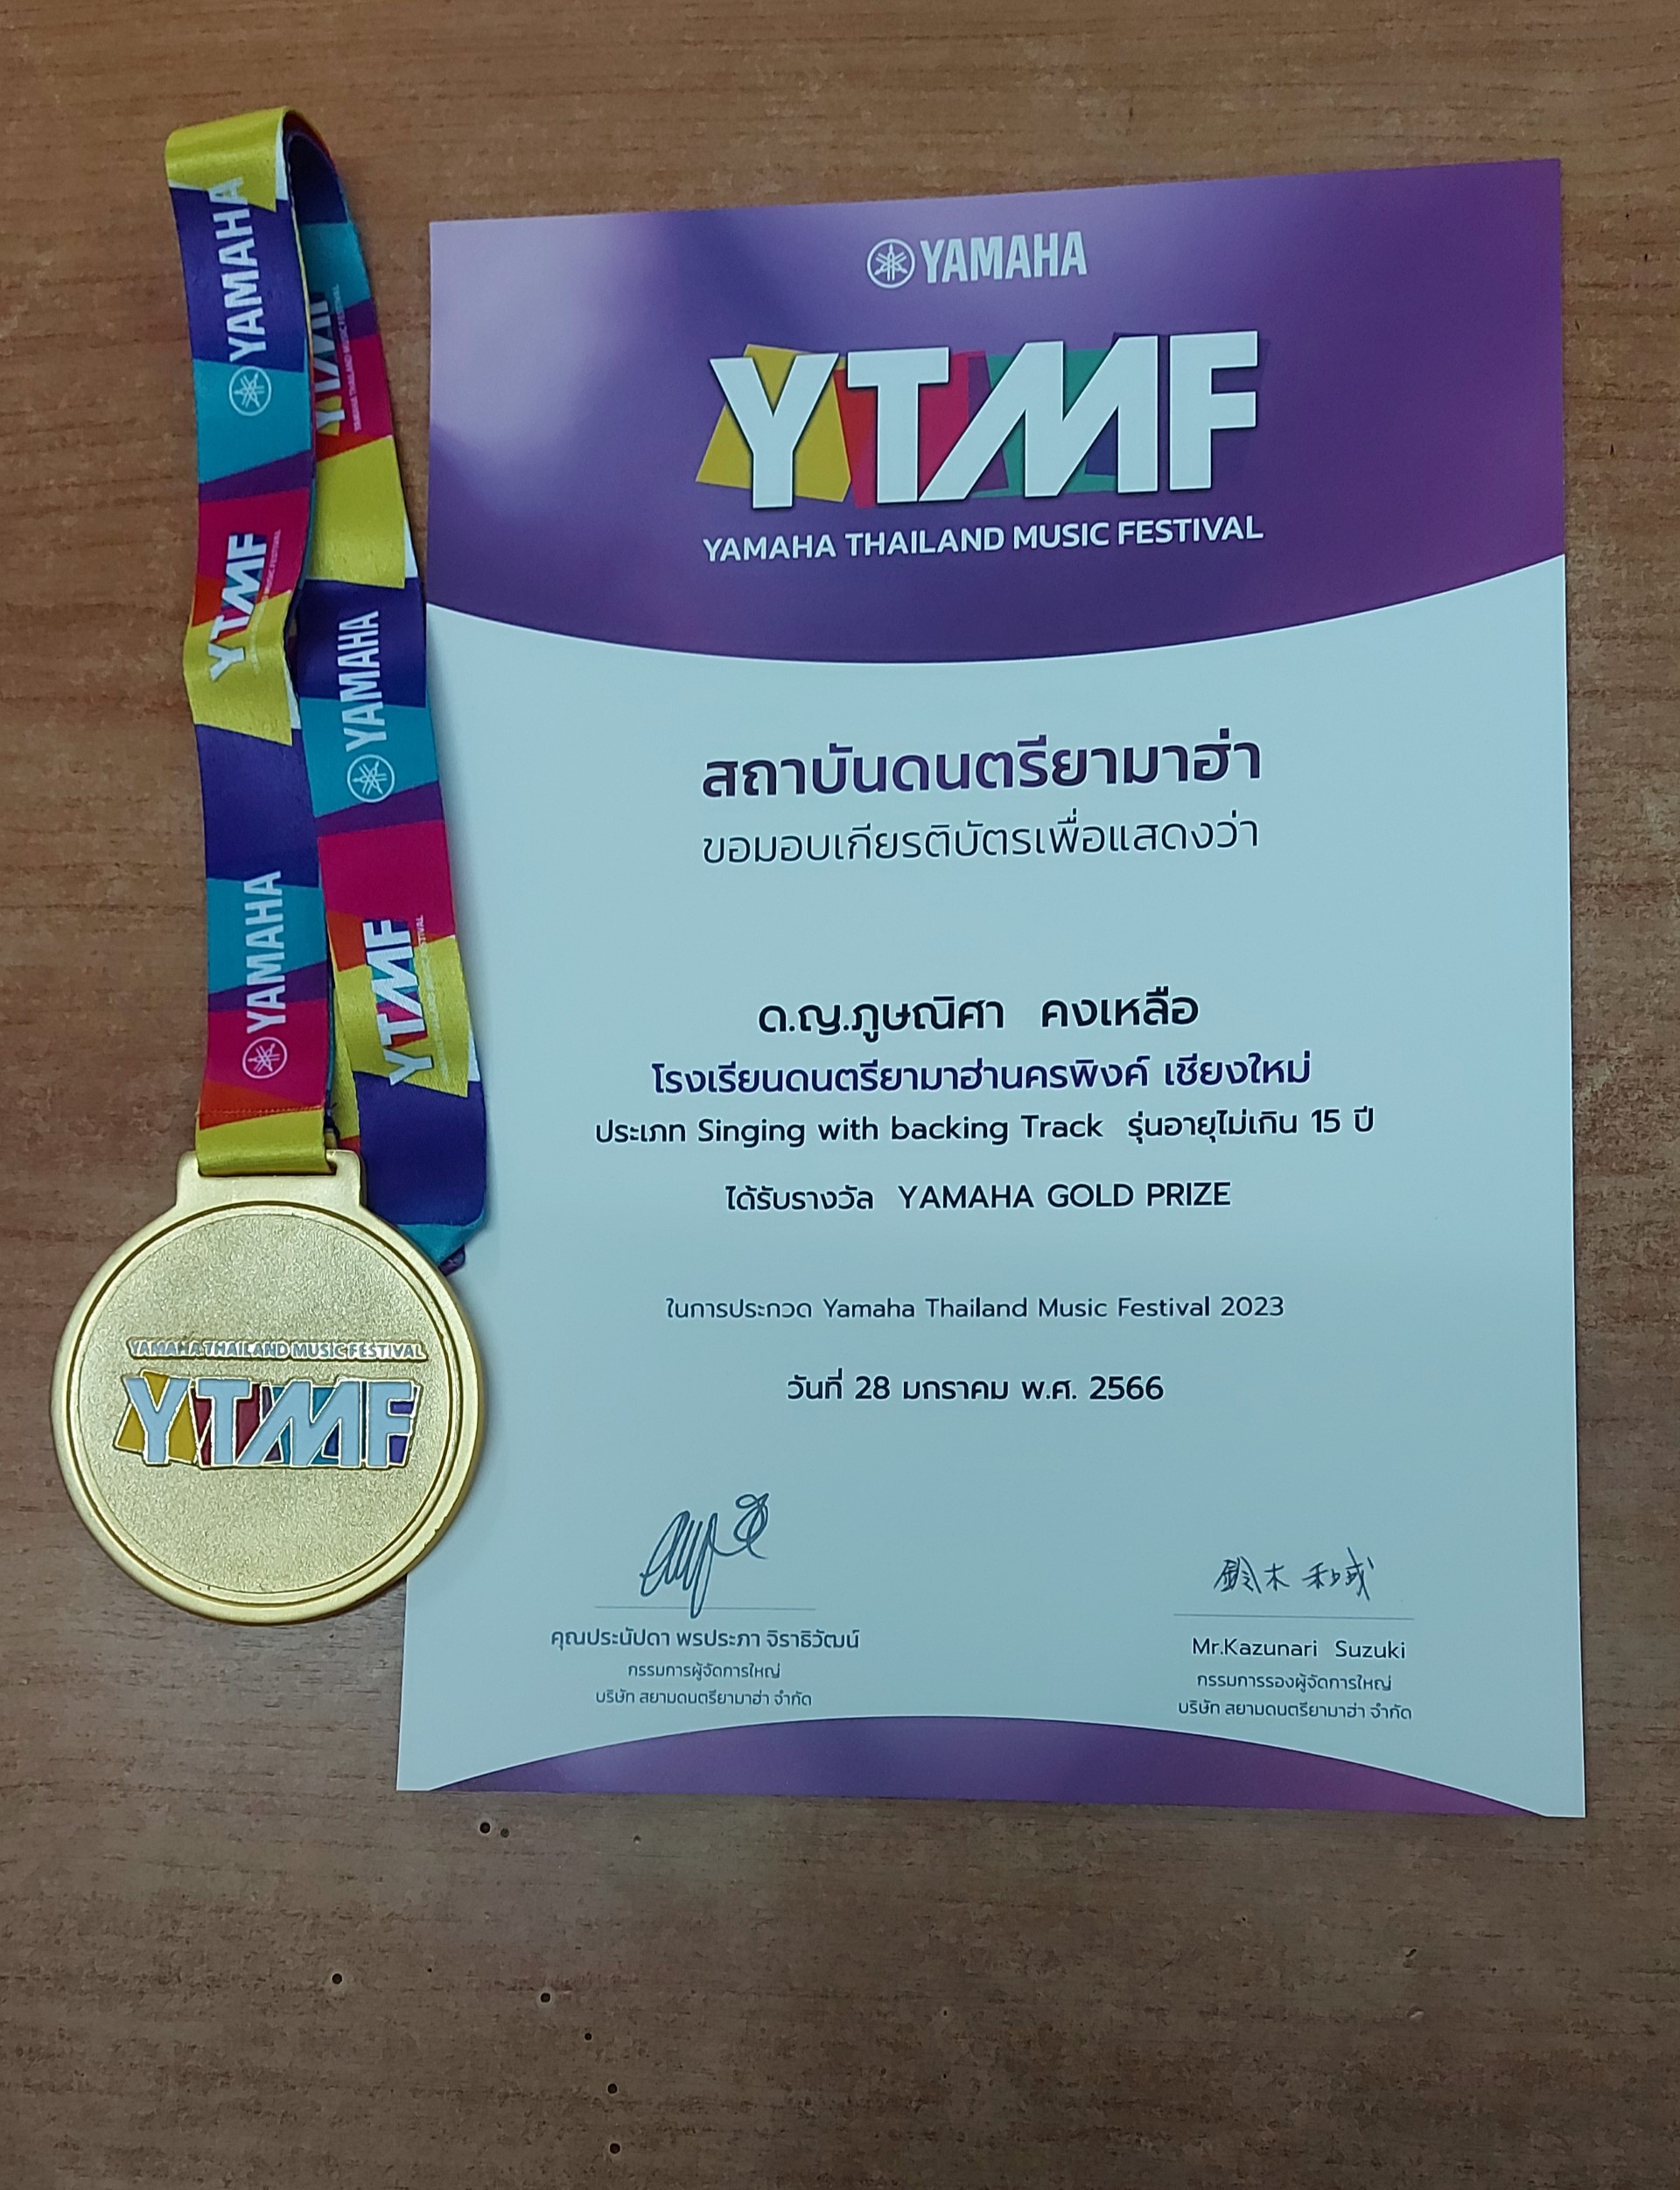 YAMAHA
YTMF
YAMAHA THAILAND MUSIC FESTIVAL
สถาบันดนตรียามาฮ่า
ขอมอบเกียรติบัตรเพื่อแสดงว่า
ด.ญ.ภูษณิศา คงเหลือ
โรงเรียนดนตรียามาฮ่านครพิงค์ เชียงใหม่
ประเภท Singing with backing Track รุ่นอายุไม่เกิน 15 ปี
ได้รับรางวัล YAMAHA GOLD PRIZE
ในการประกวด Yamaha Thailand Music Festival 2023
วันที่ 28 มกราคม พ.ศ. 2566
鈴木 和成
คุณประนัปดา พรประภา จิราธิวัฒน์
กรรมการผู้จัดการใหญ่
บริษัท สยามดนตรียามาฮ่า จำกัด
Mr.Kazunari Suzuki
กรรมการรองผู้จัดการใหญ่
บริษัท สยามดนตรียามาฮ่า จำกัด
YAMAHA
YTMF
YAMAHA
YTMF
YAMAHA THAILAND MUSIC FESTIVAL
YAMAHA
YTMF
YAMAHA THAILAND MUSIC FESTIVAL
YTMF